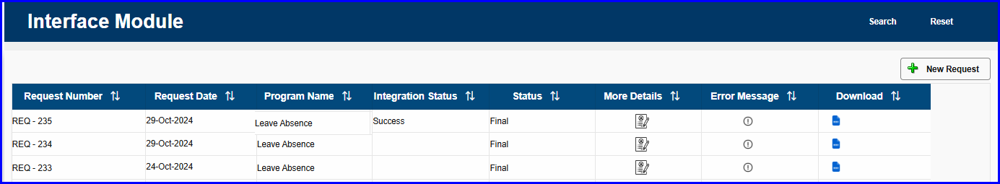 Interface Module
Search Reset
New Request
Request Number Request Date Program Name Integration Status Status More Details Error Message Download
REQ - 235 29-Oct-2024 Leave Absence Success Final
REQ - 234 29-Oct-2024 Leave Absence Final
REQ - 233 24-Oct-2024 Leave Absence Final